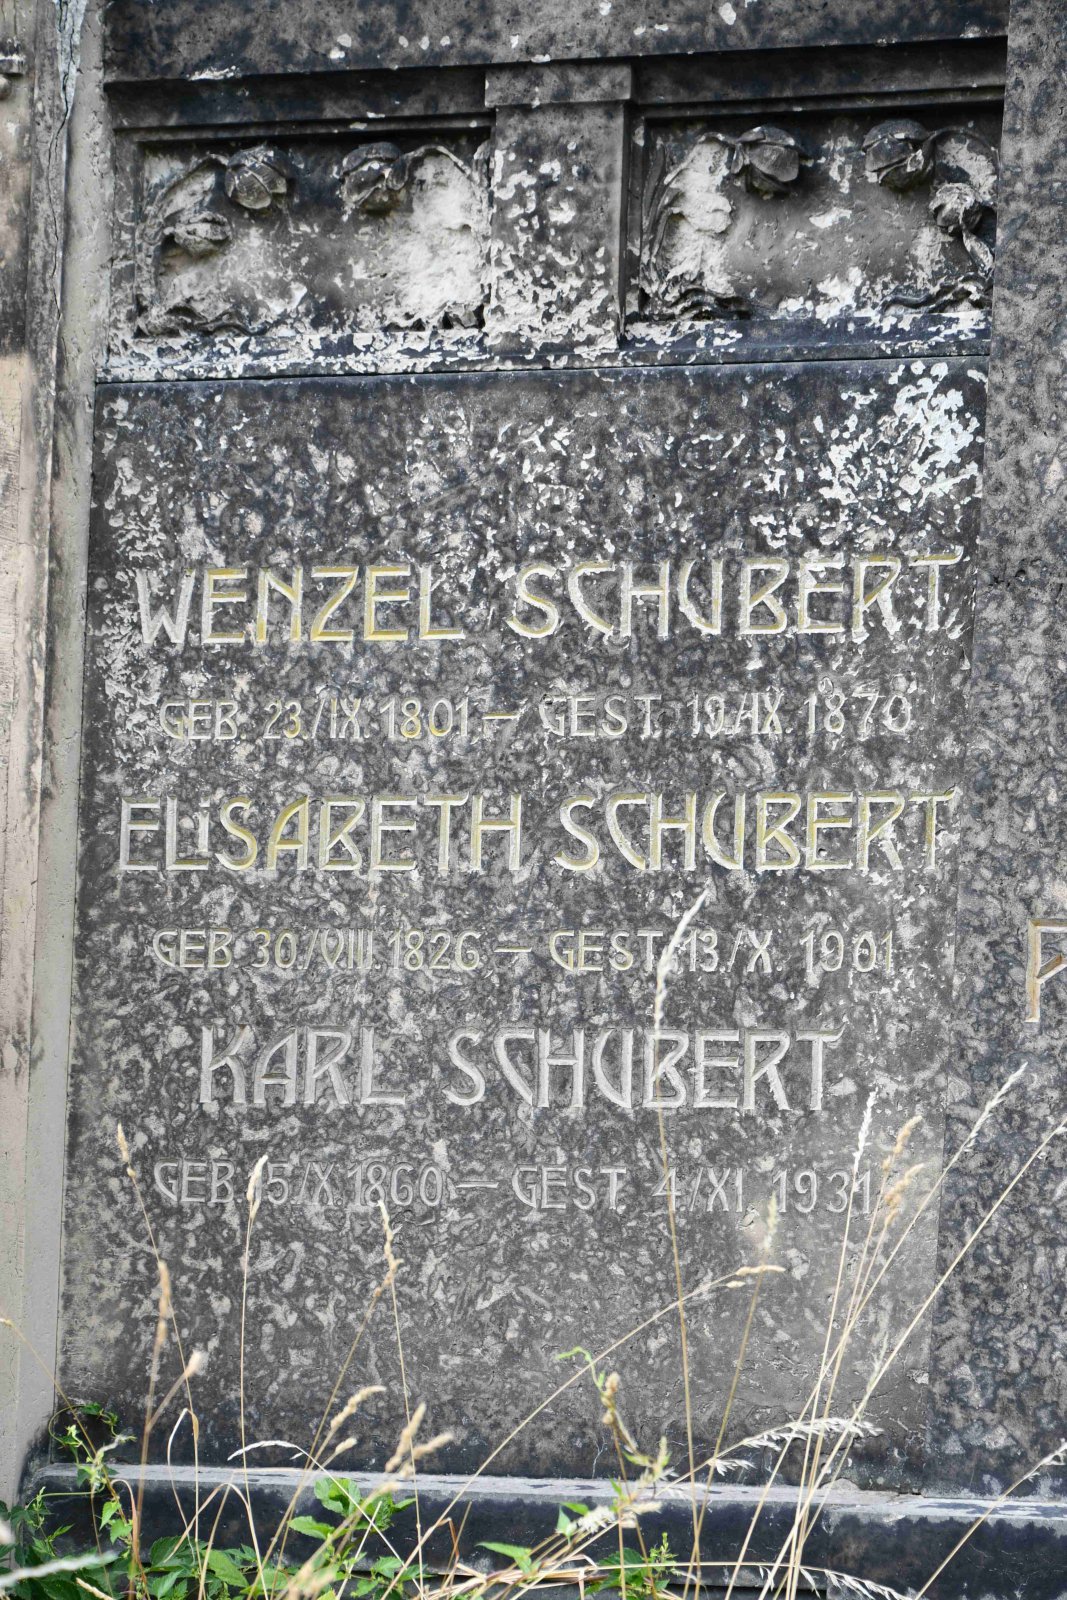 WENZEL SCHUBERT
GEB. 23./IX. 1801 — GEST. 19./IX. 1870
ELiSABETH SCHUBERT
GEB. 30./VIII. 1826 — GEST. 13./X. 1901
KARL SCHUBERT
GEB. 15/X. 1860 — GEST. 4./XI. 1931